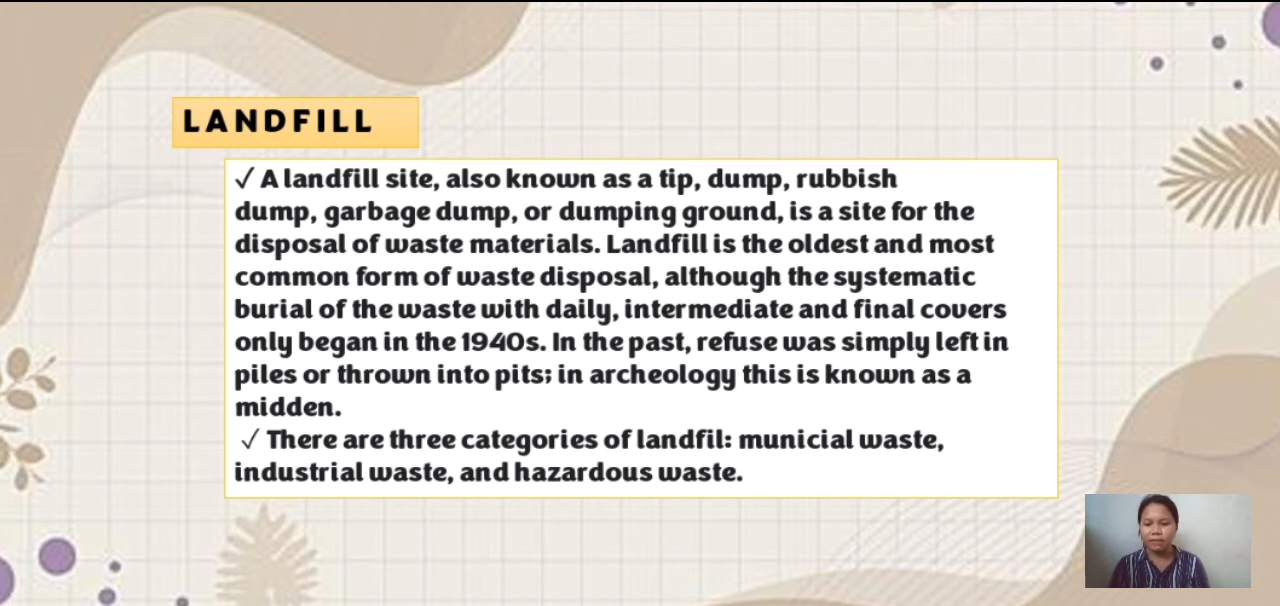 LANDFILL
✓ A landfill site, also known as a tip, dump, rubbish
dump, garbage dump, or dumping ground, is a site for the
disposal of waste materials. Landfill is the oldest and most
common form of waste disposal, although the systematic
burial of the waste with daily, intermediate and final covers
only began in the 1940s. In the past, refuse was simply left in
piles or thrown into pits; in archeology this is known as a
midden.
✓ There are three categories of landfil: municial waste,
industrial waste, and hazardous waste.